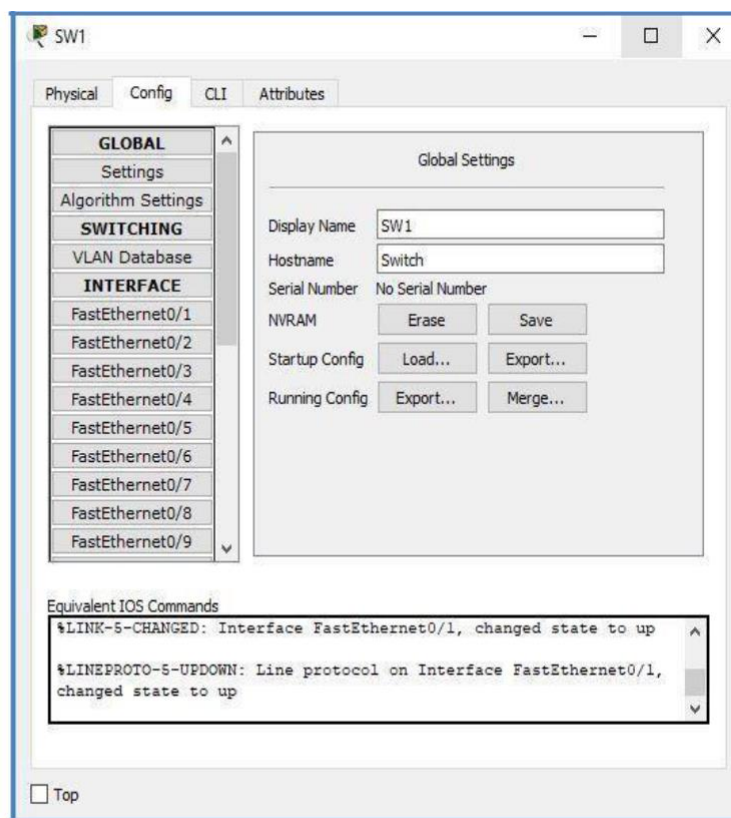 SW1
Physical Config CLI Attributes
GLOBAL
Settings
Algorithm Settings
SWITCHING
VLAN Database
INTERFACE
FastEthernet0/1
FastEthernet0/2
FastEthernet0/3
FastEthernet0/4
FastEthernet0/5
FastEthernet0/6
FastEthernet0/7
FastEthernet0/8
FastEthernet0/9
Global Settings
Display Name SW1
Hostname Switch
Serial Number No Serial Number
NVRAM Erase Save
Startup Config Load... Export...
Running Config Export... Merge...
Equivalent IOS Commands
%LINK-5-CHANGED: Interface FastEthernet0/1, changed state to up
%LINEPROTO-5-UPDOWN: Line protocol on Interface FastEthernet0/1,
changed state to up
Top